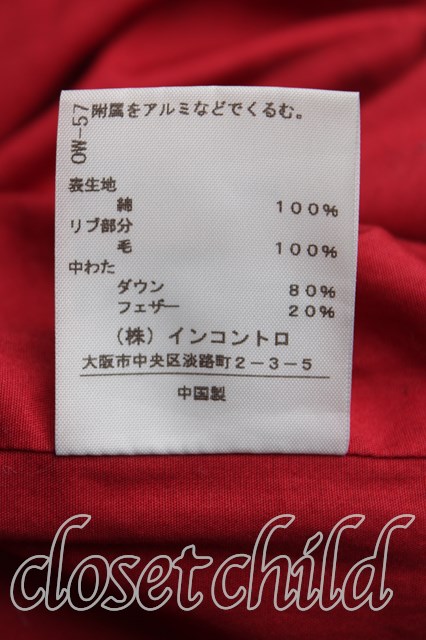 OW-57
附属をアルミなどでくるむ。
表生地
綿 100%
リブ部分
毛 100%
中わた
ダウン 80%
フェザー 20%
(株)インコントロ
大阪市中央区淡路町2-3-5
中国製
closet child